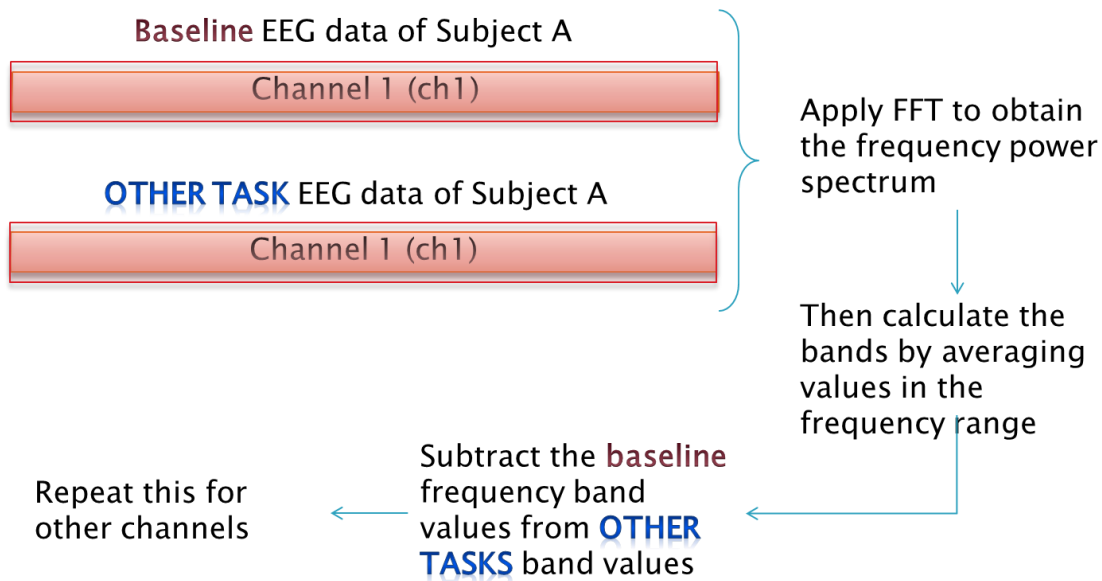 Baseline EEG data of Subject A
Channel 1 (ch1)
OTHER TASK EEG data of Subject A
Channel 1 (ch1)
Apply FFT to obtain
the frequency power
spectrum
Then calculate the
bands by averaging
values in the
frequency range
Subtract the baseline
frequency band
values from OTHER
TASKS band values
Repeat this for
other channels